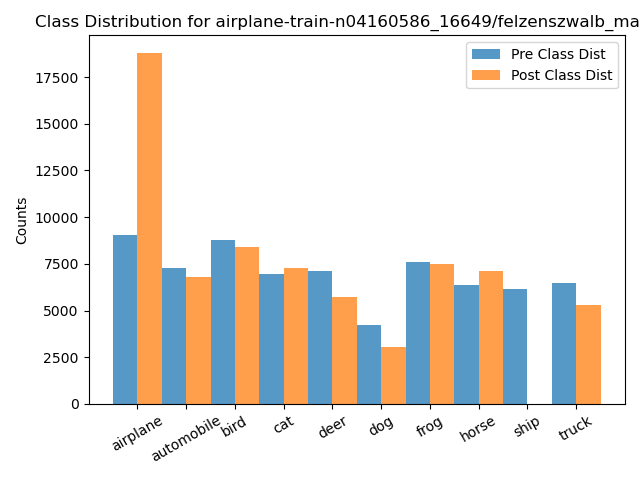 Class Distribution for airplane-train-n04160586_16649/felzenszwalb_ma
Pre Class Dist
Post Class Dist
Counts
17500
15000
12500
10000
7500
5000
2500
0
airplane
automobile
bird
cat
deer
dog
frog
horse
ship
truck